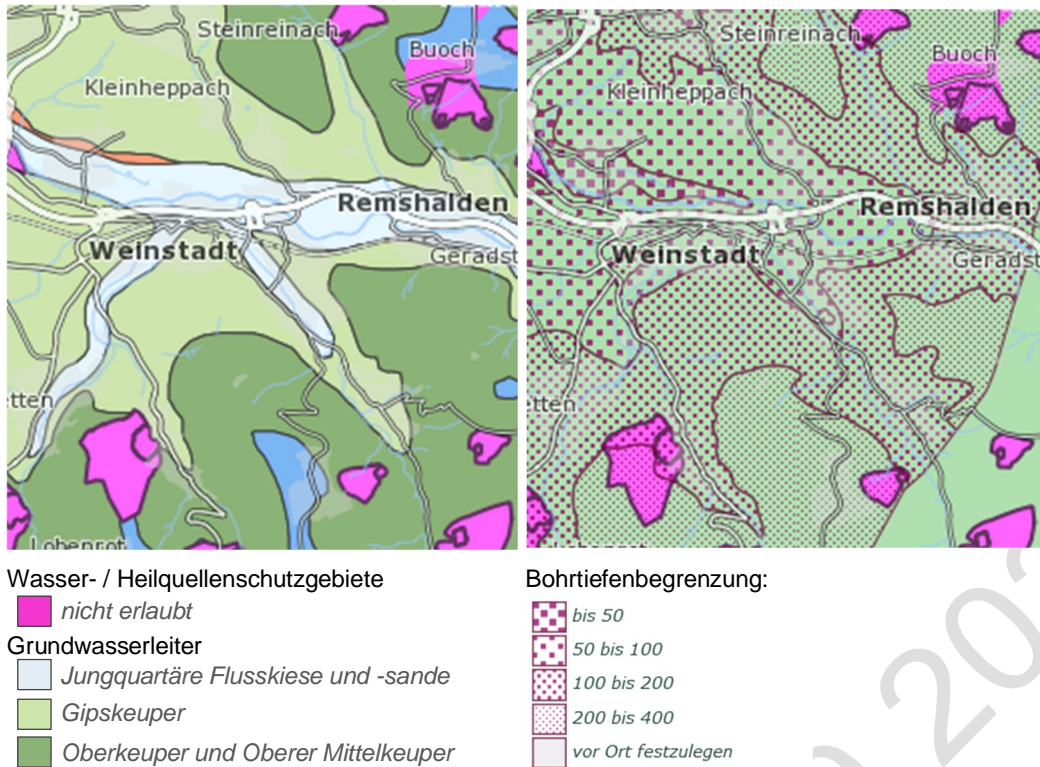 Steinreinach
Buoch
Kleinheppach
Remshalden
Weinstadt
Geradst
etten
Lobenrot
Steinreinach
Buoch
Kleinheppach
Remshalden
Weinstadt
Geradst
etten
Wasser- / Heilquellenschutzgebiete
nicht erlaubt
Grundwasserleiter
Jungquartäre Flusskiese und -sande
Gipskeuper
Oberkeuper und Oberer Mittelkeuper
Bohrtiefenbegrenzung:
bis 50
50 bis 100
100 bis 200
200 bis 400
vor Ort festzulegen